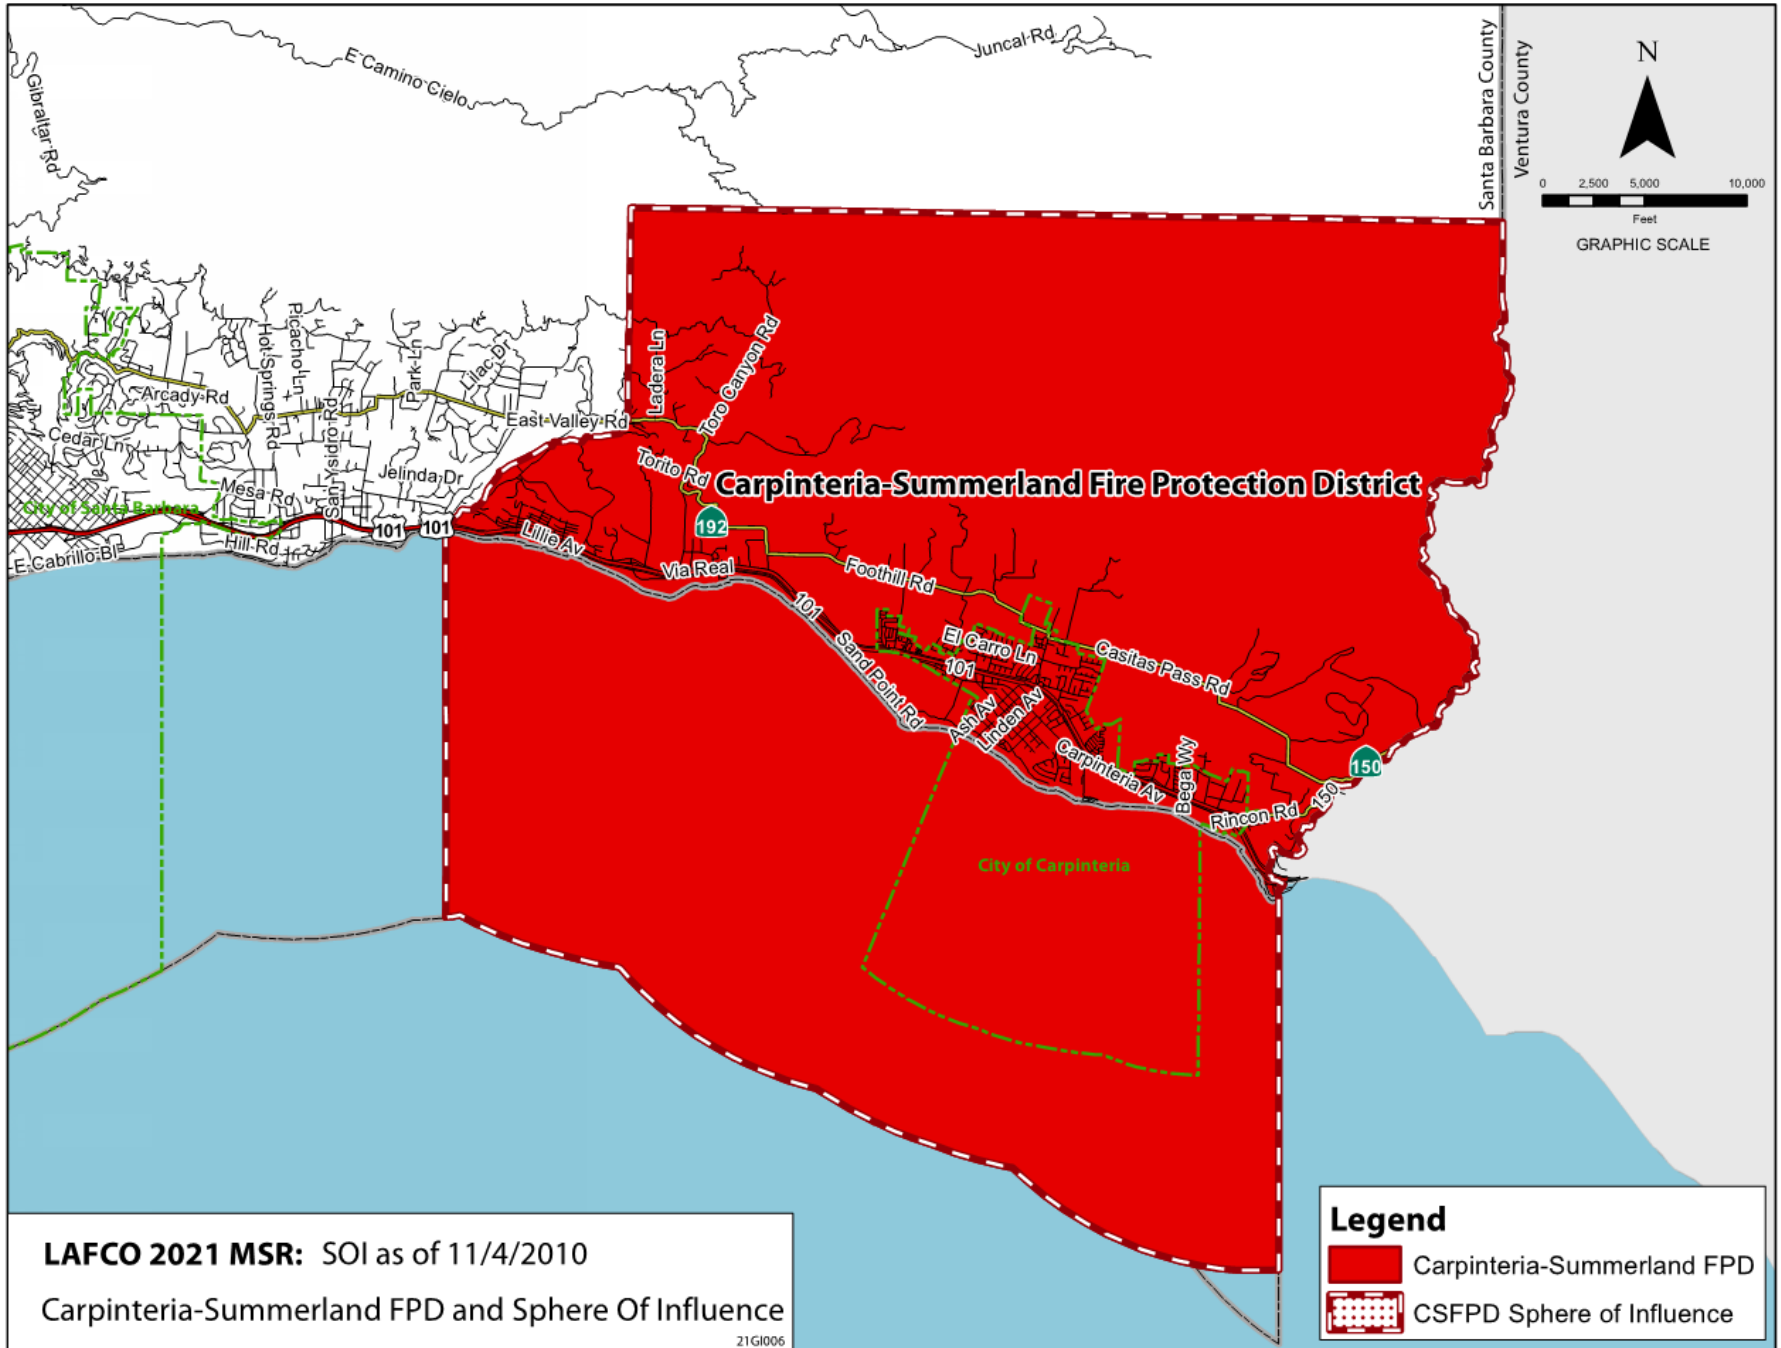 Gibraltar Rd
E Camino Cielo
Juncal Rd
Santa Barbara County
Ventura County
N
0 2,500 5,000 10,000
Feet
GRAPHIC SCALE
Hot Springs Rd
Picacho Ln
San Ysidro Rd
Park Ln
Lilac Dr
Arcady Rd
Cedar Ln
East Valley Rd
Ladera Ln
Toro Canyon Rd
Torito Rd
Jelinda Dr
Mesa Rd
City of Santa Barbara
Hill Rd
E Cabrillo Bl
101
101
Carpinteria-Summerland Fire Protection District
192
Lillie Av
Via Real
Foothill Rd
101
Sand Point Rd
El Carro Ln
101
Casitas Pass Rd
Ash Av
Linden Av
Carpinteria Av
Bega Wy
150
150
Rincon Rd
City of Carpinteria
LAFCO 2021 MSR: SOI as of 11/4/2010
Carpinteria-Summerland FPD and Sphere Of Influence
21GI006
Legend
Carpinteria-Summerland FPD
CSFPD Sphere of Influence